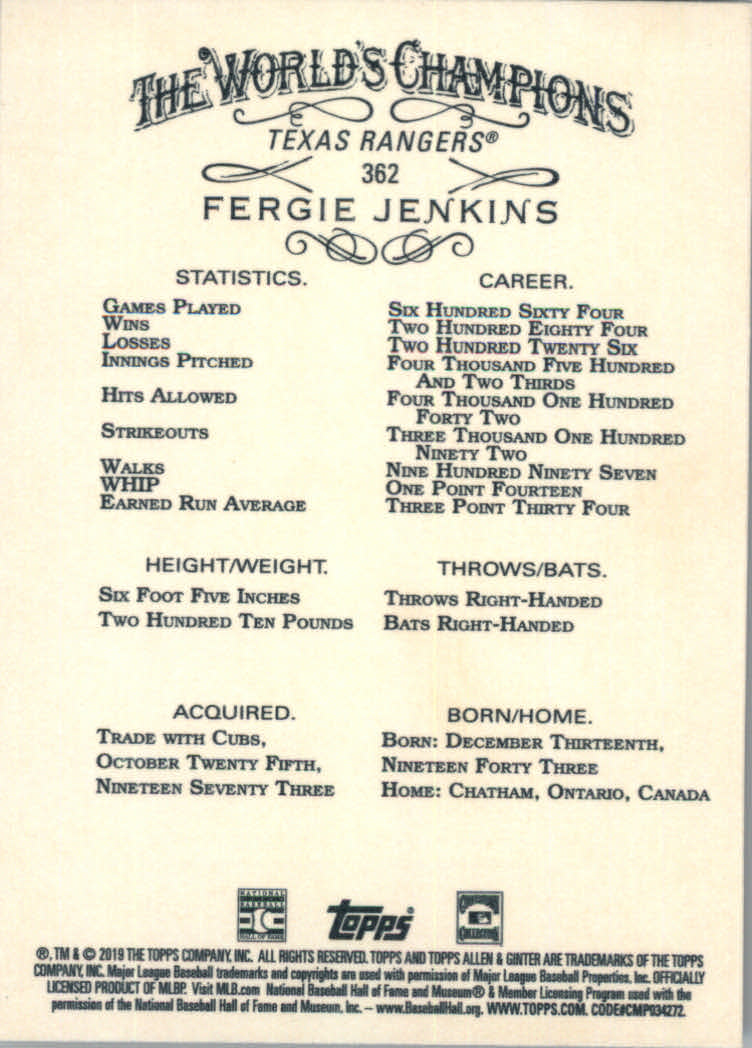 THE WORLD'S CHAMPIONS
TEXAS RANGERS®
362
FERGIE JENKINS
STATISTICS. CAREER.
GAMES PLAYED SIX HUNDRED SIXTY FOUR
WINS TWO HUNDRED EIGHTY FOUR
LOSSES TWO HUNDRED TWENTY SIX
INNINGS PITCHED FOUR THOUSAND FIVE HUNDRED
AND TWO THIRDS
HITS ALLOWED FOUR THOUSAND ONE HUNDRED
FORTY TWO
STRIKEOUTS THREE THOUSAND ONE HUNDRED
NINETY TWO
WALKS NINE HUNDRED NINETY SEVEN
WHIP ONE POINT FOURTEEN
EARNED RUN AVERAGE THREE POINT THIRTY FOUR
HEIGHT/WEIGHT. THROWS/BATS.
SIX FOOT FIVE INCHES THROWS RIGHT-HANDED
TWO HUNDRED TEN POUNDS BATS RIGHT-HANDED
ACQUIRED. BORN/HOME.
TRADE WITH CUBS, BORN: DECEMBER THIRTEENTH,
OCTOBER TWENTY FIFTH, NINETEEN FORTY THREE
NINETEEN SEVENTY THREE HOME: CHATHAM, ONTARIO, CANADA
NATIONAL
BASEBALL
HALL OF FAME
Topps®
COOPERSTOWN
COLLECTION
®, TM & © 2019 THE TOPPS COMPANY, INC. ALL RIGHTS RESERVED. TOPPS AND TOPPS ALLEN & GINTER ARE TRADEMARKS OF THE TOPPS
COMPANY, INC. Major League Baseball trademarks and copyrights are used with permission of Major League Baseball Properties, Inc. OFFICIALLY
LICENSED PRODUCT OF MLBP. Visit MLB.com National Baseball Hall of Fame and Museum® & Member Licensing Program used with the
permission of the National Baseball Hall of Fame and Museum, Inc. – www.BaseballHall.org. WWW.TOPPS.COM. CODE#CMP034272.